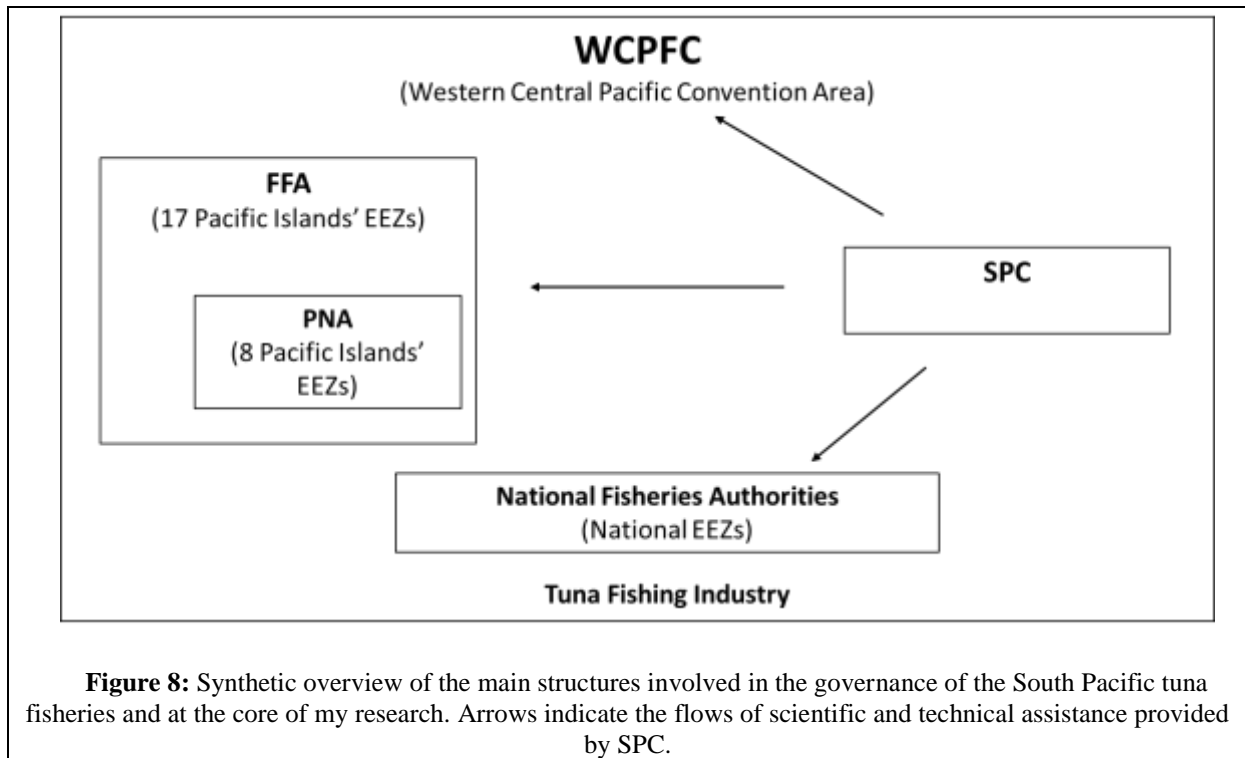 WCPFC
(Western Central Pacific Convention Area)
FFA
(17 Pacific Islands' EEZs)
SPC
PNA
(8 Pacific Islands'
EEZs)
National Fisheries Authorities
(National EEZs)
Tuna Fishing Industry
Figure 8: Synthetic overview of the main structures involved in the governance of the South Pacific tuna
fisheries and at the core of my research. Arrows indicate the flows of scientific and technical assistance provided
by SPC.